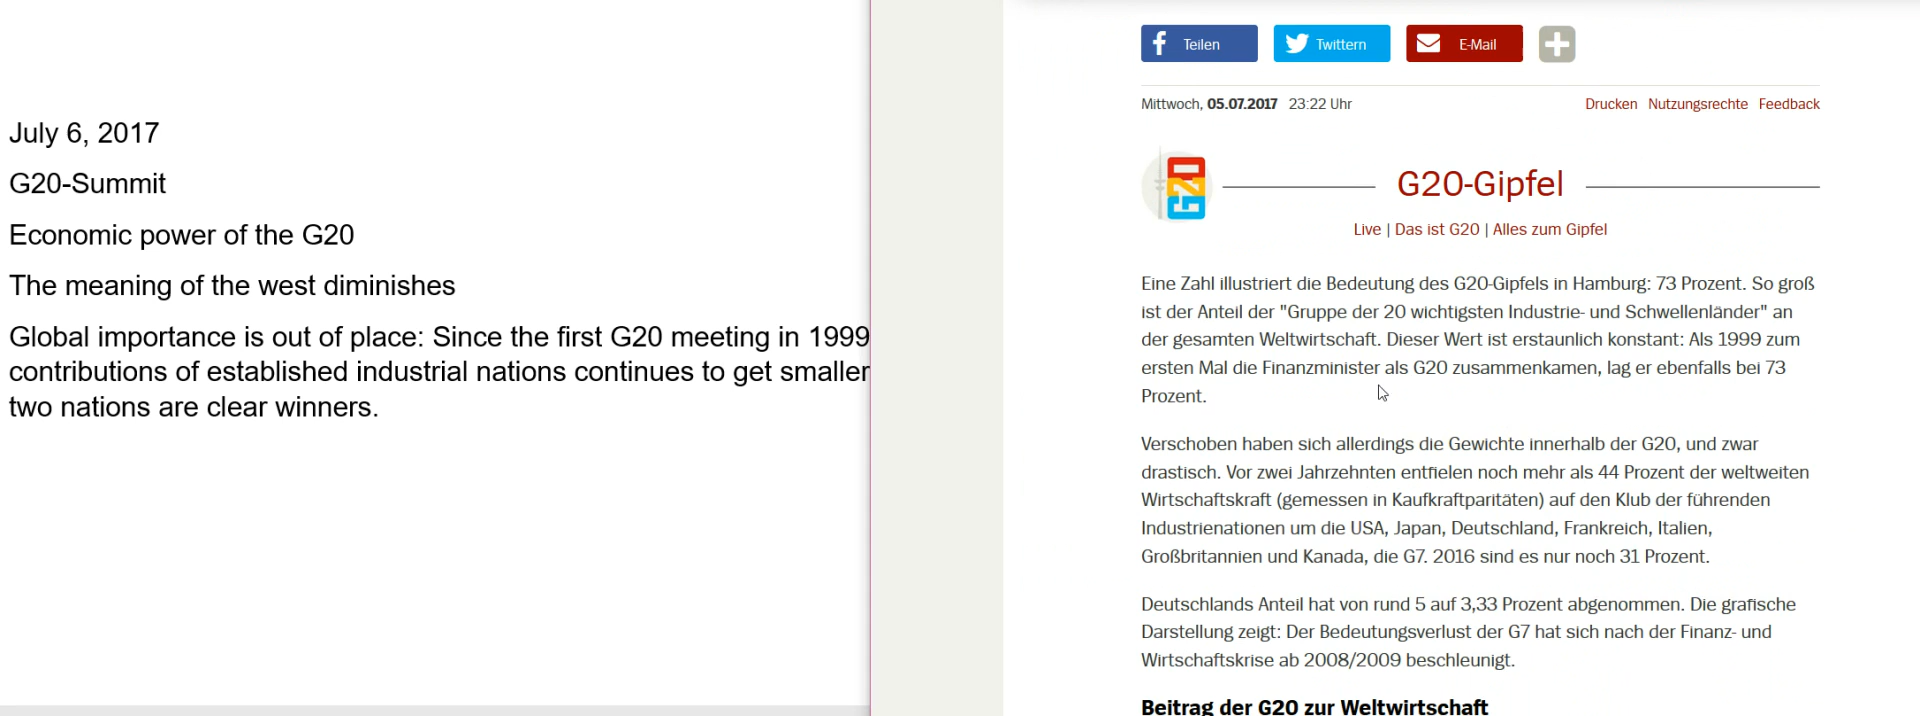 July 6, 2017
G20-Summit
Economic power of the G20
The meaning of the west diminishes
Global importance is out of place: Since the first G20 meeting in 1999
contributions of established industrial nations continues to get smaller
two nations are clear winners.
Teilen
Twittern
E-Mail
Mittwoch, 05.07.2017 23:22 Uhr
Drucken Nutzungsrechte Feedback
G20
G20-Gipfel
Live | Das ist G20 | Alles zum Gipfel
Eine Zahl illustriert die Bedeutung des G20-Gipfels in Hamburg: 73 Prozent. So groß
ist der Anteil der "Gruppe der 20 wichtigsten Industrie- und Schwellenländer" an
der gesamten Weltwirtschaft. Dieser Wert ist erstaunlich konstant: Als 1999 zum
ersten Mal die Finanzminister als G20 zusammenkamen, lag er ebenfalls bei 73
Prozent.
Verschoben haben sich allerdings die Gewichte innerhalb der G20, und zwar
drastisch. Vor zwei Jahrzehnten entfielen noch mehr als 44 Prozent der weltweiten
Wirtschaftskraft (gemessen in Kaufkraftparitäten) auf den Klub der führenden
Industrienationen um die USA, Japan, Deutschland, Frankreich, Italien,
Großbritannien und Kanada, die G7. 2016 sind es nur noch 31 Prozent.
Deutschlands Anteil hat von rund 5 auf 3,33 Prozent abgenommen. Die grafische
Darstellung zeigt: Der Bedeutungsverlust der G7 hat sich nach der Finanz- und
Wirtschaftskrise ab 2008/2009 beschleunigt.
Beitrag der G20 zur Weltwirtschaft